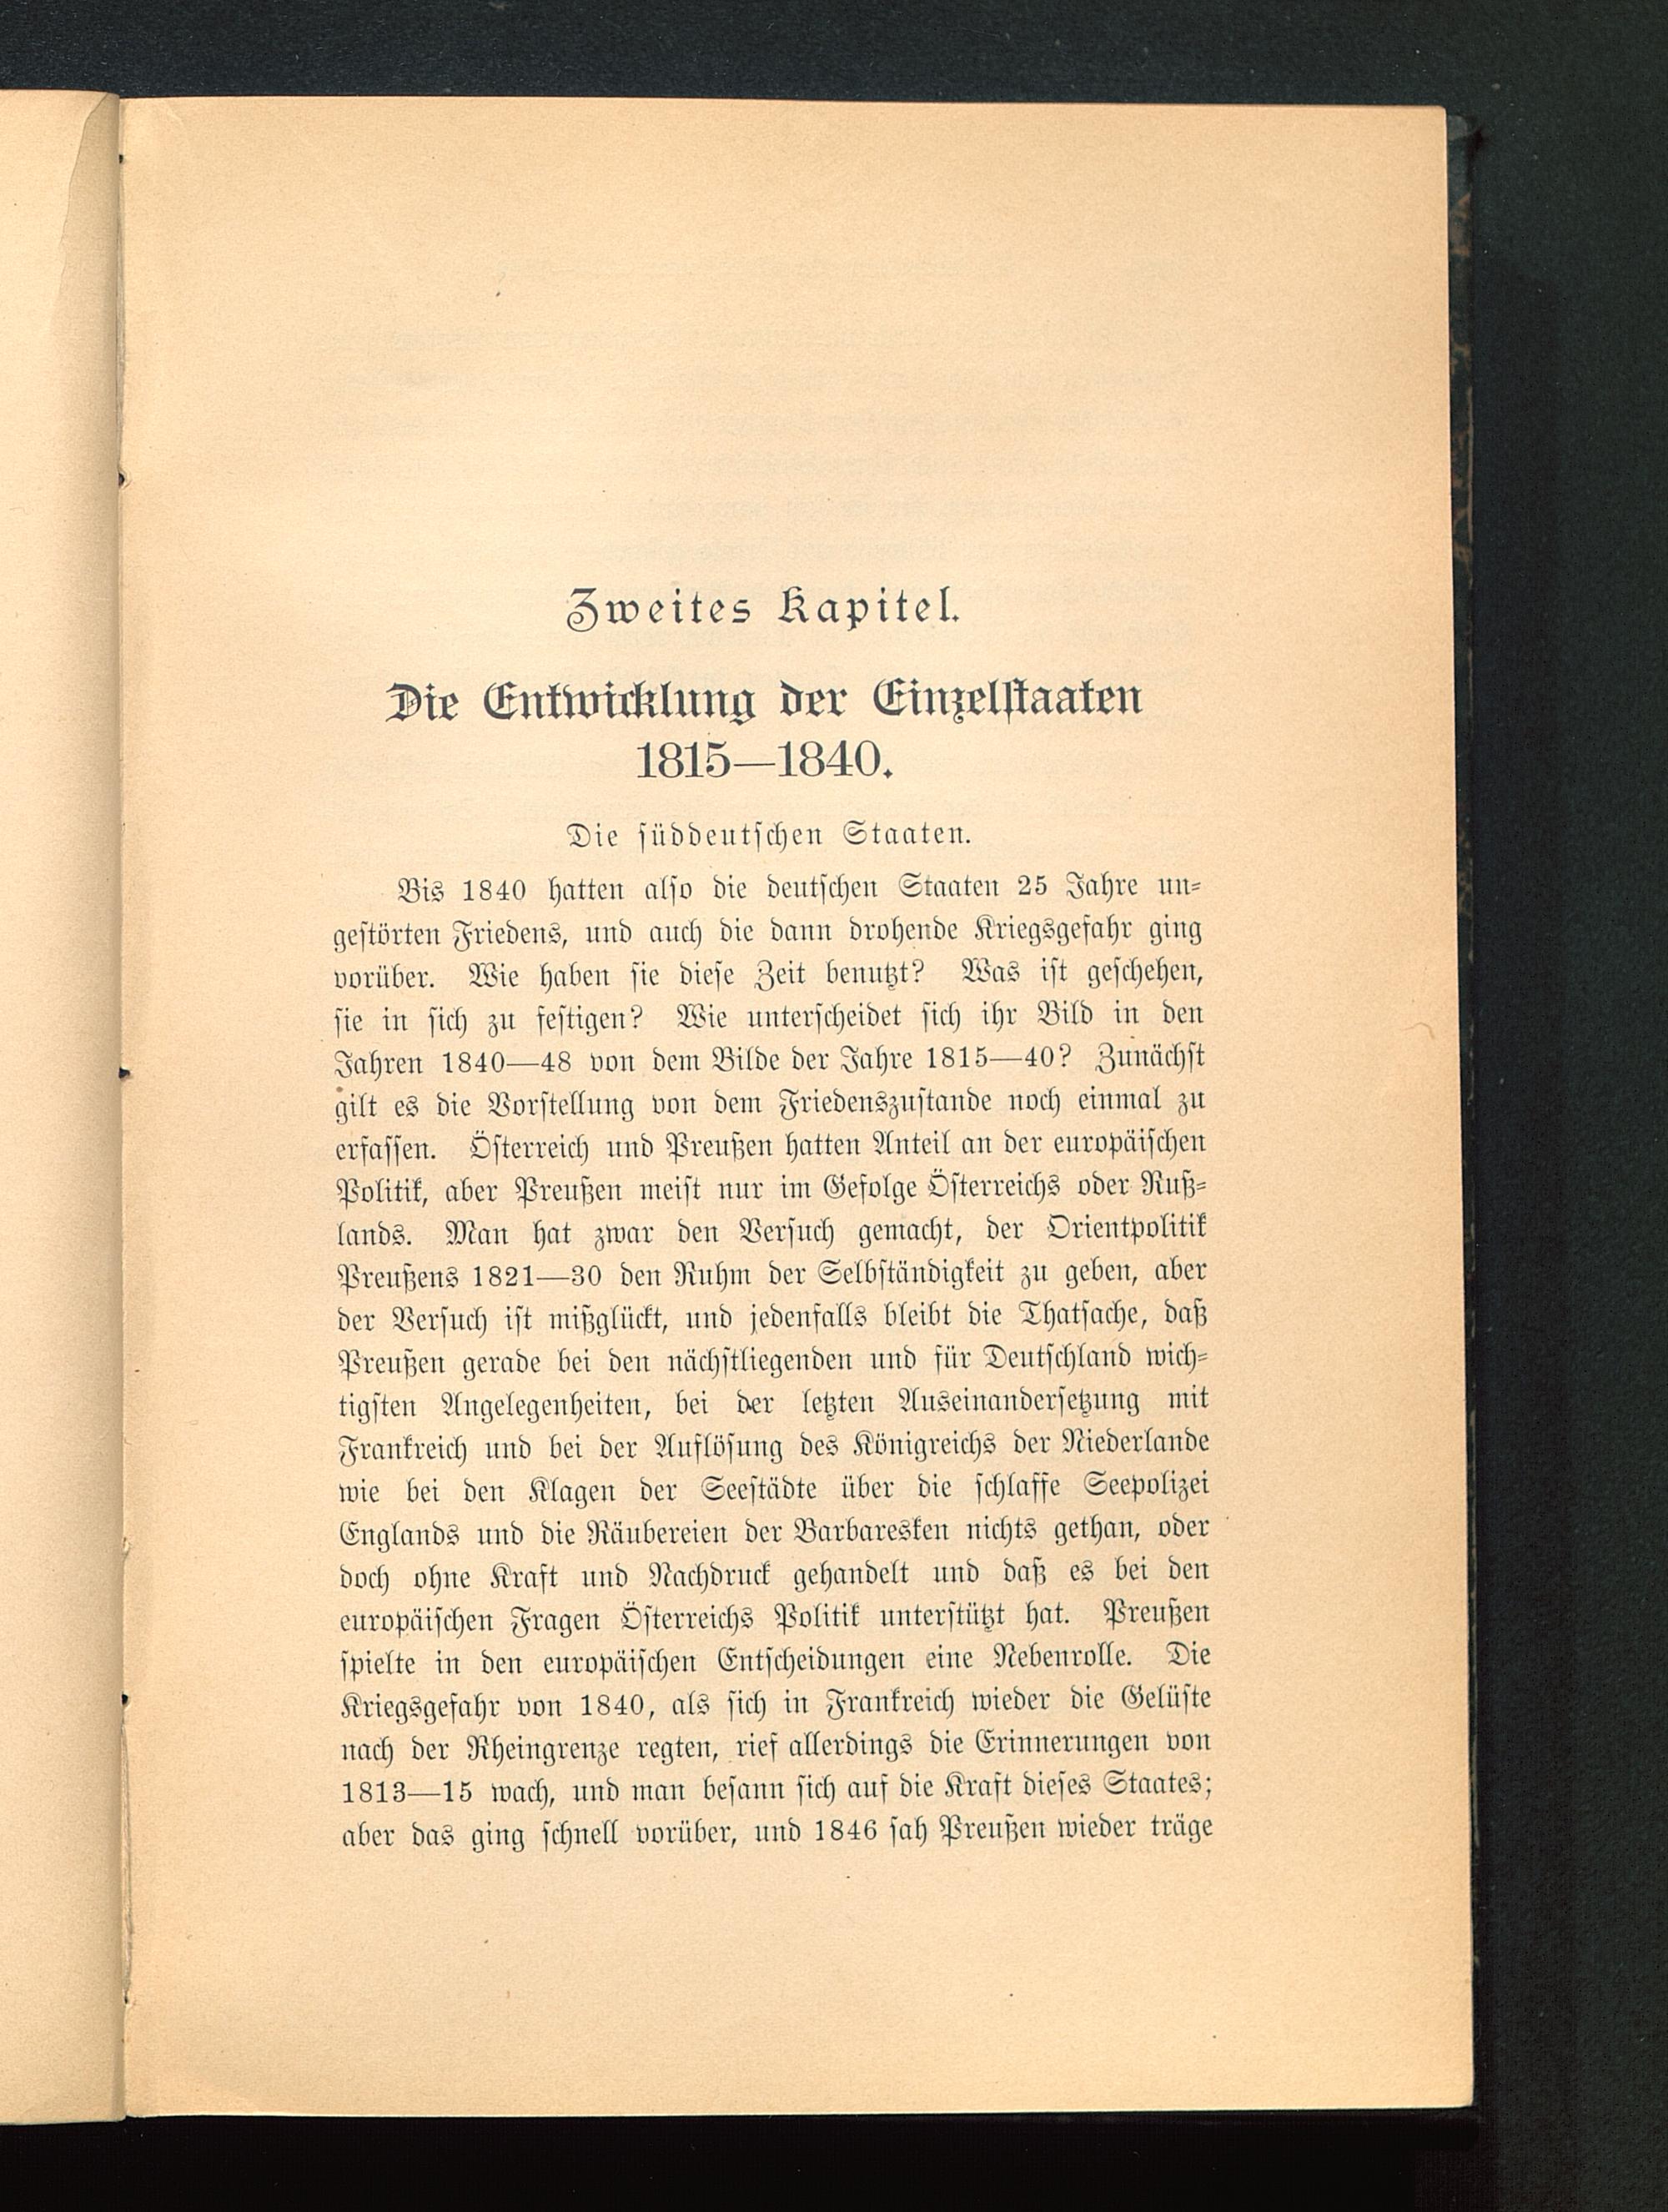 Zweites Kapitel.
Die Entwicklung der Einzelstaaten
1815—1840.
Die süddeutschen Staaten.
Bis 1840 hatten also die deutschen Staaten 25 Jahre un=
gestörten Friedens, und auch die dann drohende Kriegsgefahr ging
vorüber. Wie haben sie diese Zeit benutzt? Was ist geschehen,
sie in sich zu festigen? Wie unterscheidet sich ihr Bild in den
Jahren 1840—48 von dem Bilde der Jahre 1815—40? Zunächst
gilt es die Vorstellung von dem Friedenszustande noch einmal zu
erfassen. Österreich und Preußen hatten Anteil an der europäischen
Politik, aber Preußen meist nur im Gefolge Österreichs oder Ruß=
lands. Man hat zwar den Versuch gemacht, der Orientpolitik
Preußens 1821—30 den Ruhm der Selbständigkeit zu geben, aber
der Versuch ist mißglückt, und jedenfalls bleibt die Thatsache, daß
Preußen gerade bei den nächstliegenden und für Deutschland wich=
tigsten Angelegenheiten, bei der letzten Auseinandersetzung mit
Frankreich und bei der Auflösung des Königreichs der Niederlande
wie bei den Klagen der Seestädte über die schlaffe Seepolizei
Englands und die Räubereien der Barbaresken nichts gethan, oder
doch ohne Kraft und Nachdruck gehandelt und daß es bei den
europäischen Fragen Österreichs Politik unterstützt hat. Preußen
spielte in den europäischen Entscheidungen eine Nebenrolle. Die
Kriegsgefahr von 1840, als sich in Frankreich wieder die Gelüste
nach der Rheingrenze regten, rief allerdings die Erinnerungen von
1813—15 wach, und man besann sich auf die Kraft dieses Staates;
aber das ging schnell vorüber, und 1846 sah Preußen wieder träge